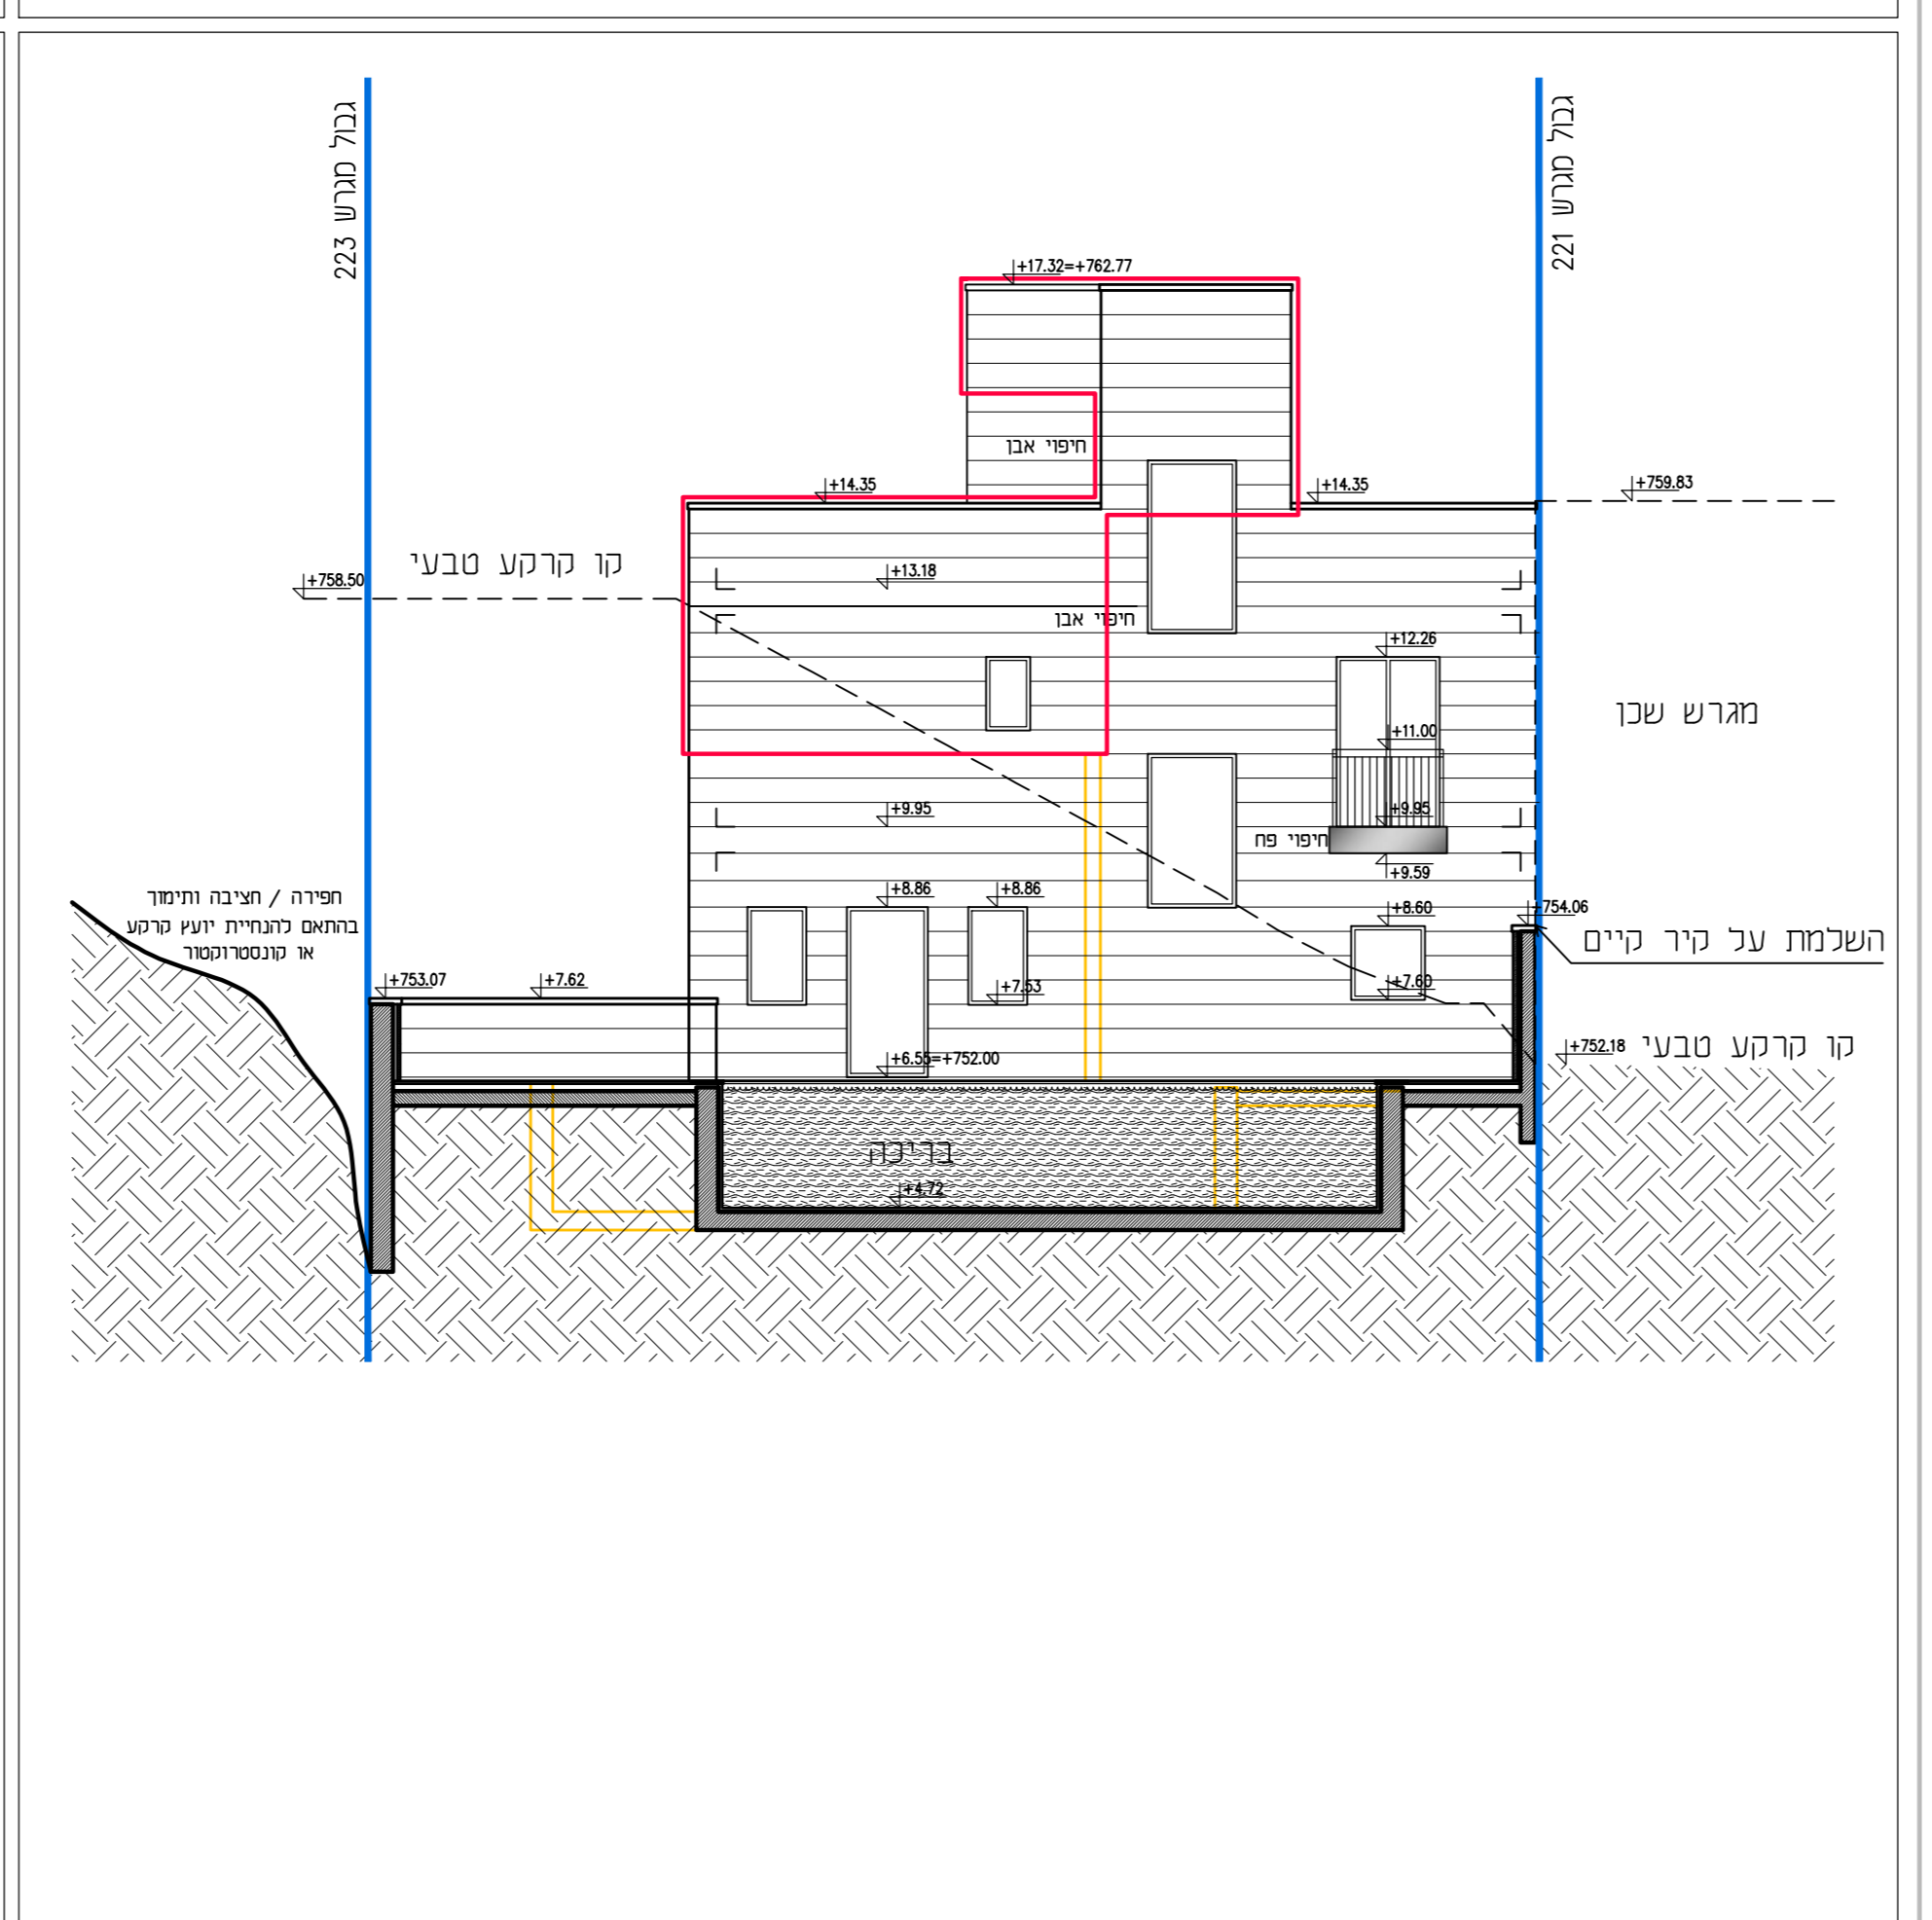 גבול מגרש 223
גבול מגרש 221
+17.32=+762.77
חיפוי אבן
+14.35
+14.35
+759.83
קו קרקע טבעי
+758.50
+13.18
חיפוי אבן
+12.26
מגרש שכן
+11.00
+9.95
+9.95
חיפוי פח
+9.59
+8.86
+8.86
+8.60
+754.06
השלמת על קיר קיים
חפירה / חציבה ותימוך
בהתאם להנחיית יועץ קרקע
או קונסטרוקטור
+753.07
+7.62
+7.53
+7.60
+6.55=+752.00
+752.18
קו קרקע טבעי
בריכה
+4.72